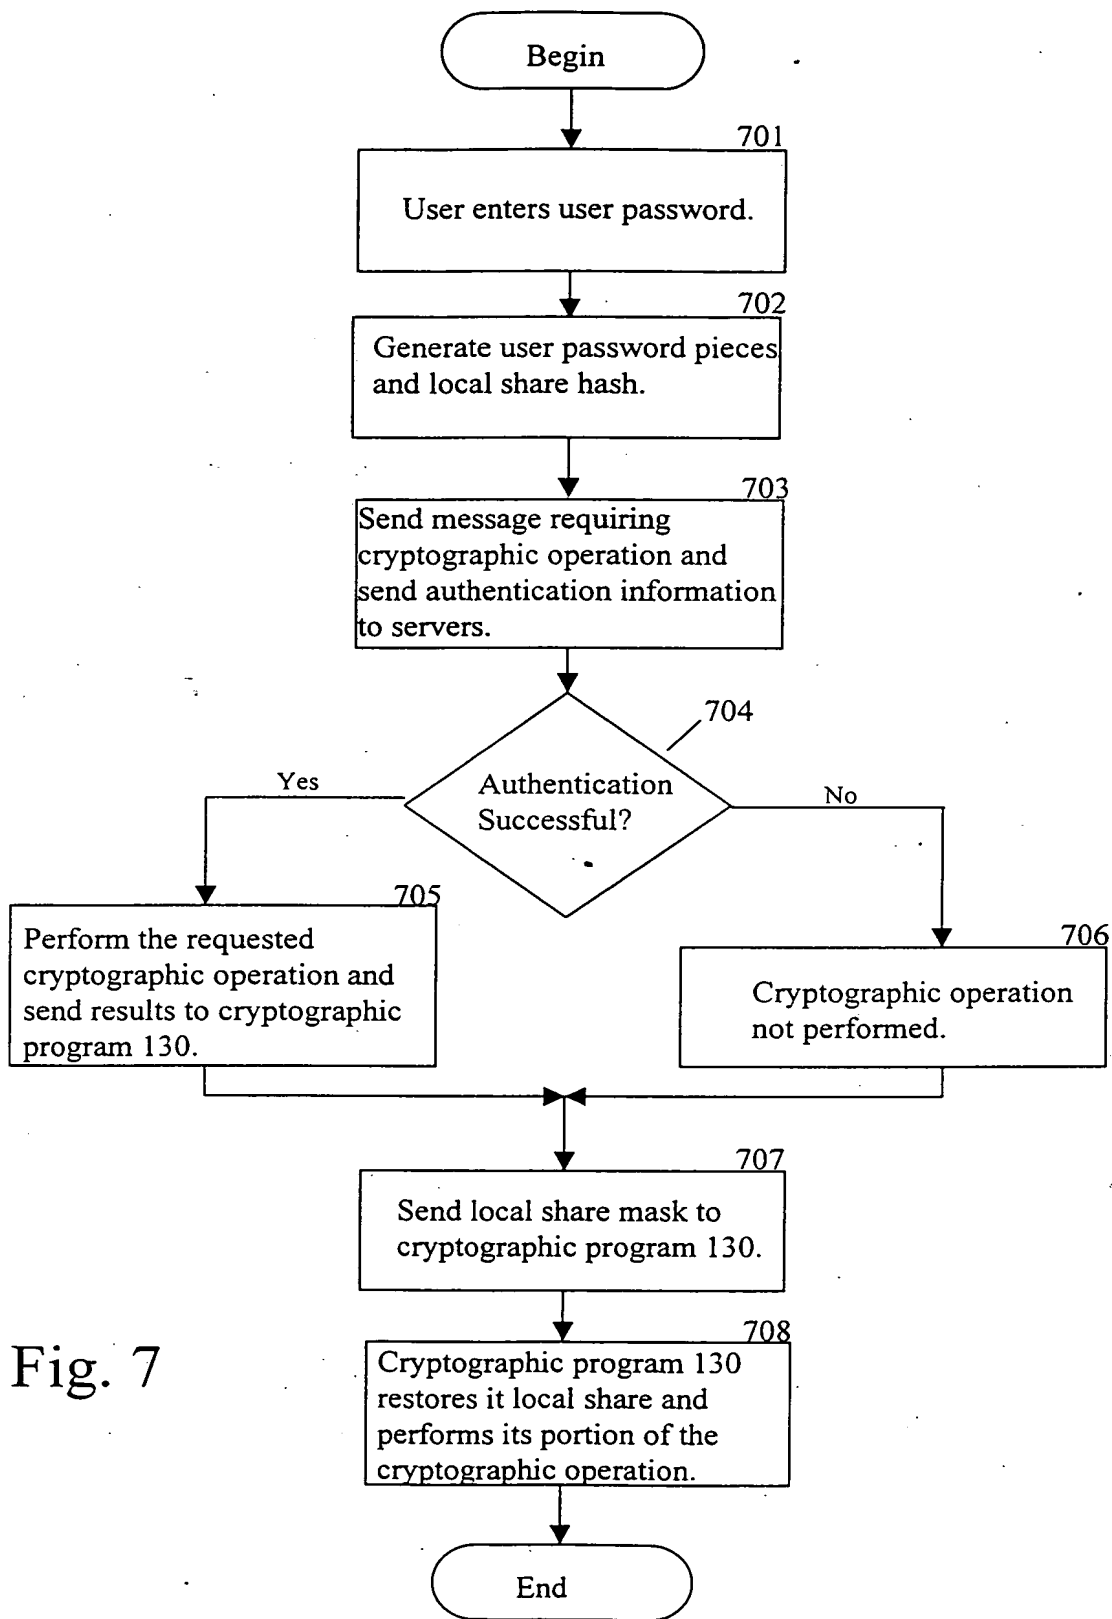 Begin
701
User enters user password.
702
Generate user password pieces
and local share hash.
703
Send message requiring
cryptographic operation and
send authentication information
to servers.
704
Authentication
Successful?
Yes
No
705
Perform the requested
cryptographic operation and
send results to cryptographic
program 130.
706
Cryptographic operation
not performed.
707
Send local share mask to
cryptographic program 130.
708
Cryptographic program 130
restores it local share and
performs its portion of the
cryptographic operation.
Fig. 7
End